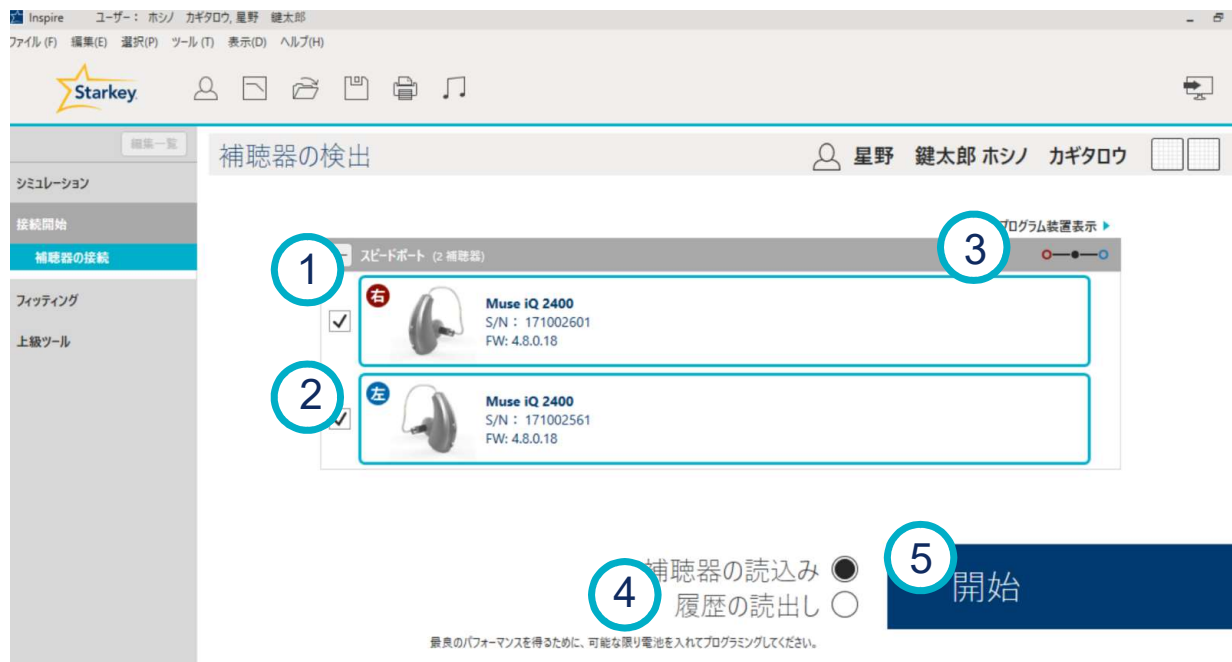 Inspire ユーザー： ホシノ カギタロウ, 星野 鍵太郎
ファイル (F) 編集(E) 選択(P) ツール (T) 表示(D) ヘルプ(H)
Starkey
編集一覧
補聴器の検出
星野 鍵太郎 ホシノ カギタロウ
シミュレーション
接続開始
補聴器の接続
フィッティング
上級ツール
プログラム装置表示
1
スピードポート (2 補聴器)
3
右
Muse iQ 2400
S/N： 171002601
FW: 4.8.0.18
2
左
Muse iQ 2400
S/N： 171002561
FW: 4.8.0.18
4
補聴器の読込み
履歴の読出し
5
開始
最良のパフォーマンスを得るために、可能な限り電池を入れてプログラミングしてください。